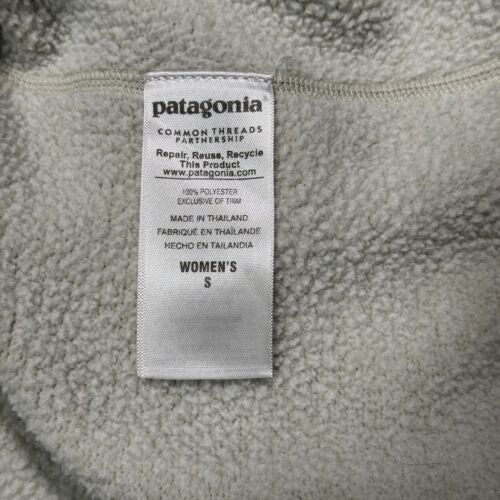 patagonia®
COMMON THREADS
PARTNERSHIP
Repair, Reuse, Recycle
This Product
www.patagonia.com
100% POLYESTER
EXCLUSIVE OF TRIM
MADE IN THAILAND
FABRIQUÉ EN THAÏLANDE
HECHO EN TAILANDIA
WOMEN'S
S